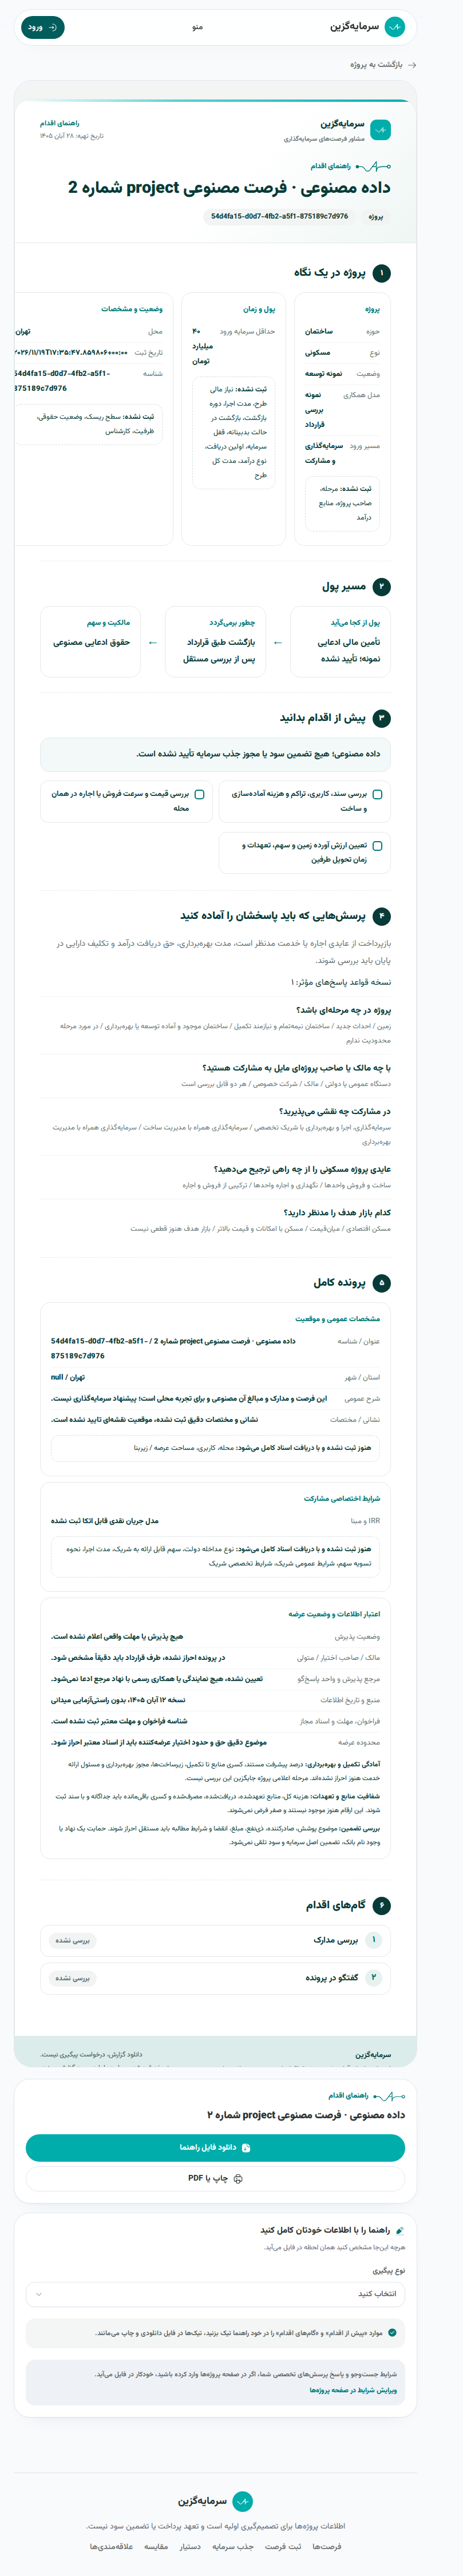 سرمایه‌گزین
منو
ورود
بازگشت به پروژه
سرمایه‌گزین
مشاور فرصت‌های سرمایه‌گذاری
راهنمای اقدام
تاریخ تهیه: ۲۸ آبان ۱۴۰۵
راهنمای اقدام
داده مصنوعی · فرصت مصنوعی project شماره 2
پروژه
54d4fa15-d0d7-4fb2-a5f1-875189c7d976
۱
پروژه در یک نگاه
پروژه
حوزه
ساختمان
نوع
مسکونی
وضعیت
نمونه توسعه
مدل همکاری
نمونه
بررسی
قرارداد
مسیر ورود
سرمایه‌گذاری
و مشارکت
ثبت نشده: مرحله،
صاحب پروژه، منابع
درآمد
پول و زمان
حداقل سرمایه ورود
۴۰
میلیارد
تومان
ثبت نشده: نیاز مالی
طرح، مدت اجرا، دوره
بازگشت، بازگشت در
حالت بدبینانه، قفل
سرمایه، اولین دریافت،
نوع درآمد، مدت کل
طرح
وضعیت و مشخصات
محل
تهران
تاریخ ثبت
۲۰۲۶/۱۱/۱۹T۱۷:۳۵:۴۷.۸۵۹۸۰۶+۰۰:۰۰
شناسه
54d4fa15-d0d7-4fb2-a5f1-
875189c7d976
ثبت نشده: سطح ریسک، وضعیت حقوقی،
ظرفیت، کارشناس
۲
مسیر پول
پول از کجا می‌آید
تأمین مالی ادعایی
نمونه؛ تأیید نشده
←
چطور برمی‌گردد
بازگشت طبق قرارداد
پس از بررسی مستقل
←
مالکیت و سهم
حقوق ادعایی مصنوعی
۳
پیش از اقدام بدانید
داده مصنوعی؛ هیچ تضمین سود یا مجوز جذب سرمایه تأیید نشده است.
بررسی سند، کاربری، تراکم و هزینه آماده‌سازی
و ساخت
بررسی قیمت و سرعت فروش یا اجاره در همان
محله
تعیین ارزش آورده زمین و سهم، تعهدات و
زمان تحویل طرفین
۴
پرسش‌هایی که باید پاسخشان را آماده کنید
بازپرداخت از عایدی اجاره یا خدمت مدنظر است، مدت بهره‌برداری، حق دریافت درآمد و تکلیف دارایی در
پایان باید بررسی شوند.
نسخه قواعد پاسخ‌های مؤثر: ۱
پروژه در چه مرحله‌ای باشد؟
زمین / احداث جدید / ساختمان نیمه‌تمام و نیازمند تکمیل / ساختمان موجود و آماده توسعه یا بهره‌برداری / در مورد مرحله
محدودیت ندارم
با چه مالک یا صاحب پروژه‌ای مایل به مشارکت هستید؟
دستگاه عمومی یا دولتی / مالک / شرکت خصوصی / هر دو قابل بررسی است
در مشارکت چه نقشی می‌پذیرید؟
سرمایه‌گذاری، اجرا و بهره‌برداری با شریک تخصصی / سرمایه‌گذاری همراه با مدیریت ساخت / سرمایه‌گذاری همراه با مدیریت
بهره‌برداری
عایدی پروژه مسکونی را از چه راهی ترجیح می‌دهید؟
ساخت و فروش واحدها / نگهداری و اجاره واحدها / ترکیبی از فروش و اجاره
کدام بازار هدف را مدنظر دارید؟
مسکن اقتصادی / میان‌قیمت / مسکن با امکانات و قیمت بالاتر / بازار هدف هنوز قطعی نیست
۵
پرونده کامل
مشخصات عمومی و موقعیت
عنوان / شناسه
داده مصنوعی · فرصت مصنوعی project شماره 2 / 54d4fa15-d0d7-4fb2-a5f1-
875189c7d976
استان / شهر
تهران / null
شرح عمومی
این فرصت و مدارک و مبالغ آن مصنوعی و برای تجربه محلی است؛ پیشنهاد سرمایه‌گذاری نیست.
نشانی / مختصات
نشانی و مختصات دقیق ثبت نشده، موقعیت نقشه‌ای تایید نشده است.
هنوز ثبت نشده و با دریافت اسناد کامل می‌شود: محله، کاربری، مساحت عرصه / زیربنا
شرایط اختصاصی مشارکت
IRR و مبنا
مدل جریان نقدی قابل اتکا ثبت نشده
هنوز ثبت نشده و با دریافت اسناد کامل می‌شود: نوع مداخله دولت، سهم قابل ارائه به شریک، مدت اجرا، نحوه
تسویه سهم، شرایط عمومی شریک، شرایط تخصصی شریک
اعتبار اطلاعات و وضعیت عرضه
وضعیت پذیرش
هیچ پذیرش یا مهلت واقعی اعلام نشده است.
مالک / صاحب اختیار / متولی
در پرونده احراز نشده، طرف قرارداد باید دقیقاً مشخص شود.
مرجع پذیرش و واحد پاسخ‌گو
تعیین نشده، هیچ نمایندگی یا همکاری رسمی با نهاد مرجع ادعا نمی‌شود.
منبع و تاریخ اطلاعات
نسخه ۱۲ آبان ۱۴۰۵، بدون راستی‌آزمایی میدانی
فراخوان، مهلت و اسناد مجاز
شناسه فراخوان و مهلت معتبر ثبت نشده است.
محدوده عرضه
موضوع دقیق حق و حدود اختیار عرضه‌کننده باید از اسناد معتبر احراز شود.
آمادگی تکمیل و بهره‌برداری: درصد پیشرفت مستند، کسری منابع تا تکمیل، زیرساخت‌ها، مجوز بهره‌برداری و مسئول ارائه
خدمت هنوز احراز نشده‌اند. مرحله اعلامی پروژه جایگزین این بررسی نیست.
شفافیت منابع و تعهدات: هزینه کل، منابع تعهدشده، دریافت‌شده، مصرف‌شده و کسری باقی‌مانده باید جداگانه و با سند ثبت
شوند. این ارقام هنوز موجود نیستند و صفر فرض نمی‌شوند.
بررسی تضمین: موضوع پوشش، صادرکننده، ذی‌نفع، مبلغ، انقضا و شرایط مطالبه باید مستقل احراز شوند. حمایت یک نهاد یا
وجود نام بانک، تضمین اصل سرمایه و سود تلقی نمی‌شود.
۶
گام‌های اقدام
۱
بررسی مدارک
بررسی نشده
۲
گفتگو در پرونده
بررسی نشده
سرمایه‌گزین
دانلود گزارش، درخواست پیگیری نیست.
راهنمای اقدام
داده مصنوعی · فرصت مصنوعی project شماره ۲
دانلود فایل راهنما
چاپ یا PDF
راهنما را با اطلاعات خودتان کامل کنید
هرچه این‌جا مشخص کنید همان لحظه در فایل می‌آید.
نوع پیگیری
انتخاب کنید
موارد «پیش از اقدام» و «گام‌های اقدام» را در خود راهنما تیک بزنید، تیک‌ها در فایل دانلودی و چاپ می‌مانند.
شرایط جست‌وجو و پاسخ پرسش‌های تخصصی شما، اگر در صفحه پروژه‌ها وارد کرده باشید، خودکار در فایل می‌آید.
ویرایش شرایط در صفحه پروژه‌ها
سرمایه‌گزین
اطلاعات پروژه‌ها برای تصمیم‌گیری اولیه است و تعهد پرداخت یا تضمین سود نیست.
فرصت‌ها
ثبت فرصت
جذب سرمایه
دستیار
مقایسه
علاقه‌مندی‌ها